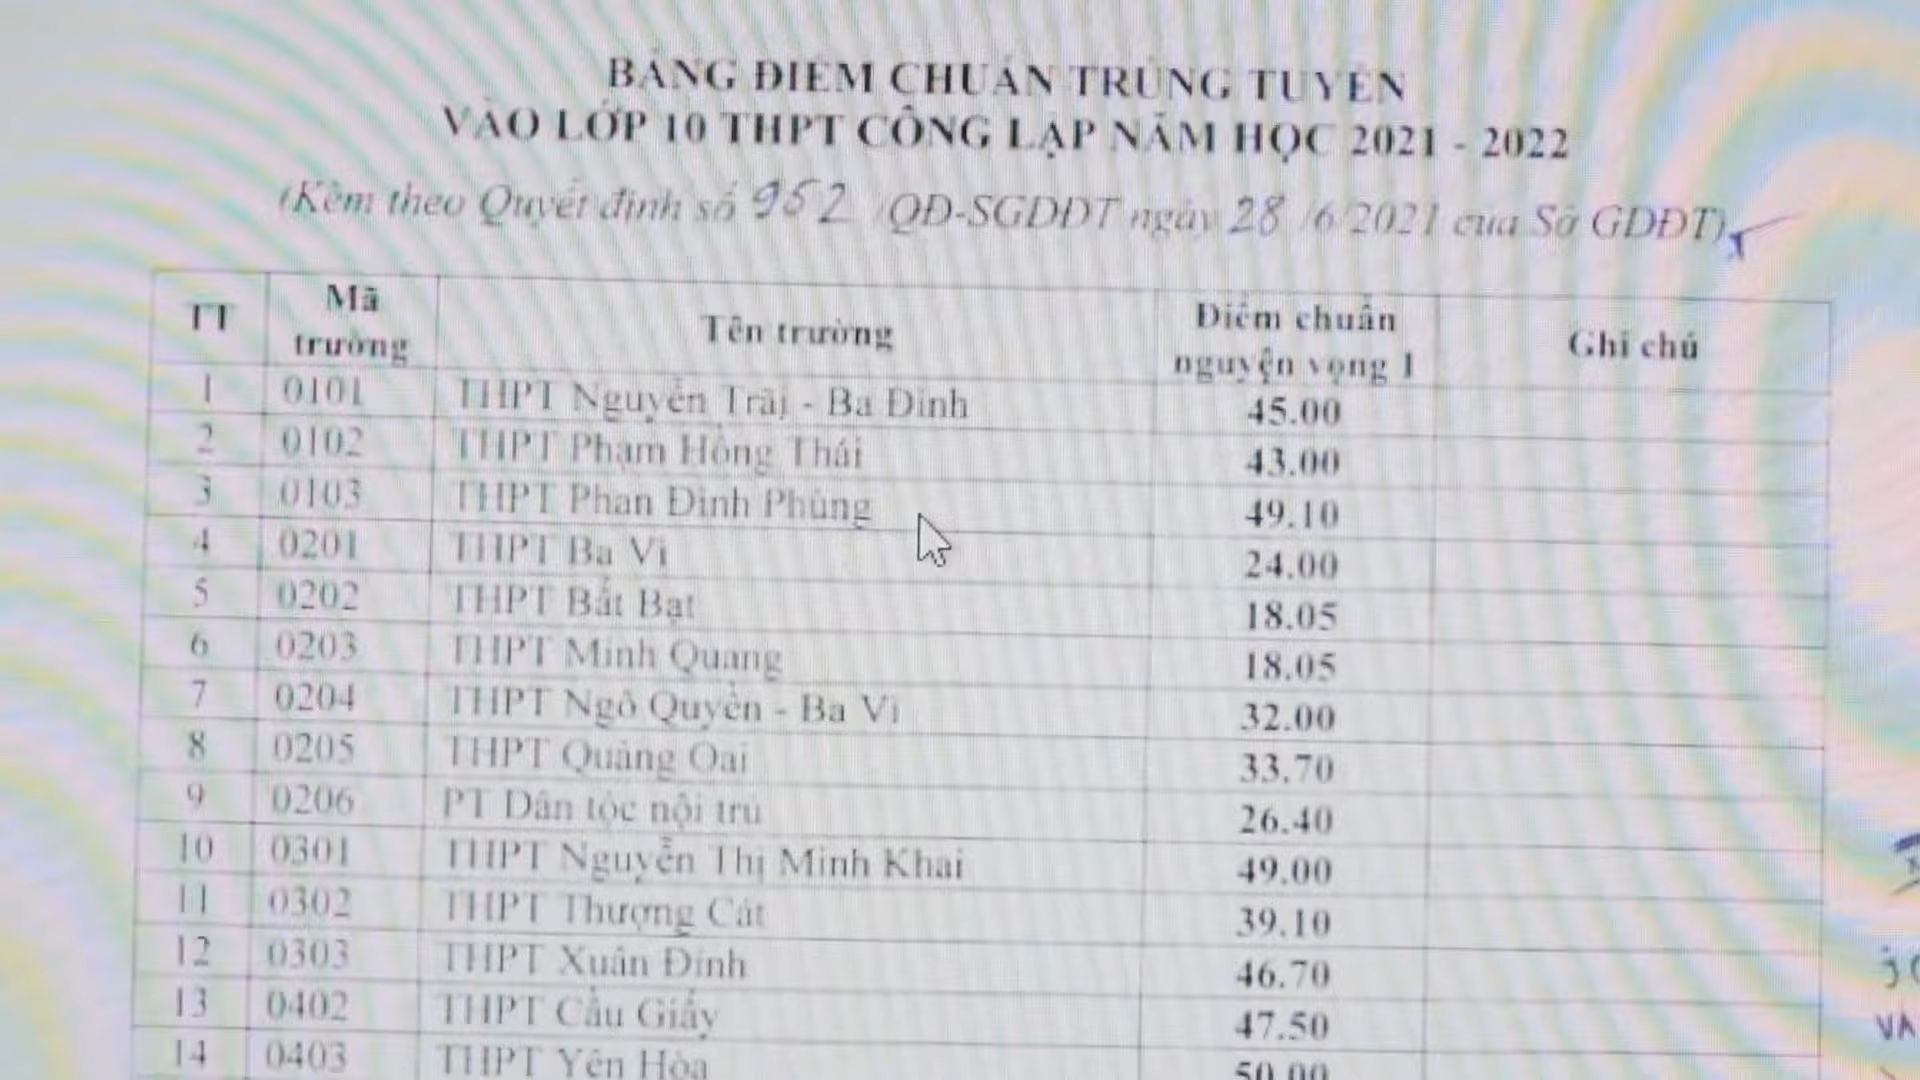 BẢNG ĐIỂM CHUẨN TRÚNG TUYỂN
VÀO LỚP 10 THPT CÔNG LẬP NĂM HỌC 2021 - 2022
(Kèm theo Quyết định số 952 /QĐ-SGDĐT ngày 28 /6/2021 của Sở GDĐT)
TT Mã trường Tên trường Điểm chuẩn nguyện vọng 1 Ghi chú
1 0101 THPT Nguyễn Trãi - Ba Đình 45.00
2 0102 THPT Phạm Hồng Thái 43.00
3 0103 THPT Phan Đình Phùng 49.10
4 0201 THPT Ba Vì 24.00
5 0202 THPT Bất Bạt 18.05
6 0203 THPT Minh Quang 18.05
7 0204 THPT Ngô Quyền - Ba Vì 32.00
8 0205 THPT Quảng Oai 33.70
9 0206 PT Dân tộc nội trú 26.40
10 0301 THPT Nguyễn Thị Minh Khai 49.00
11 0302 THPT Thượng Cát 39.10
12 0303 THPT Xuân Đỉnh 46.70
13 0402 THPT Cầu Giấy 47.50
14 0403 THPT Yên Hòa 50.00
VA